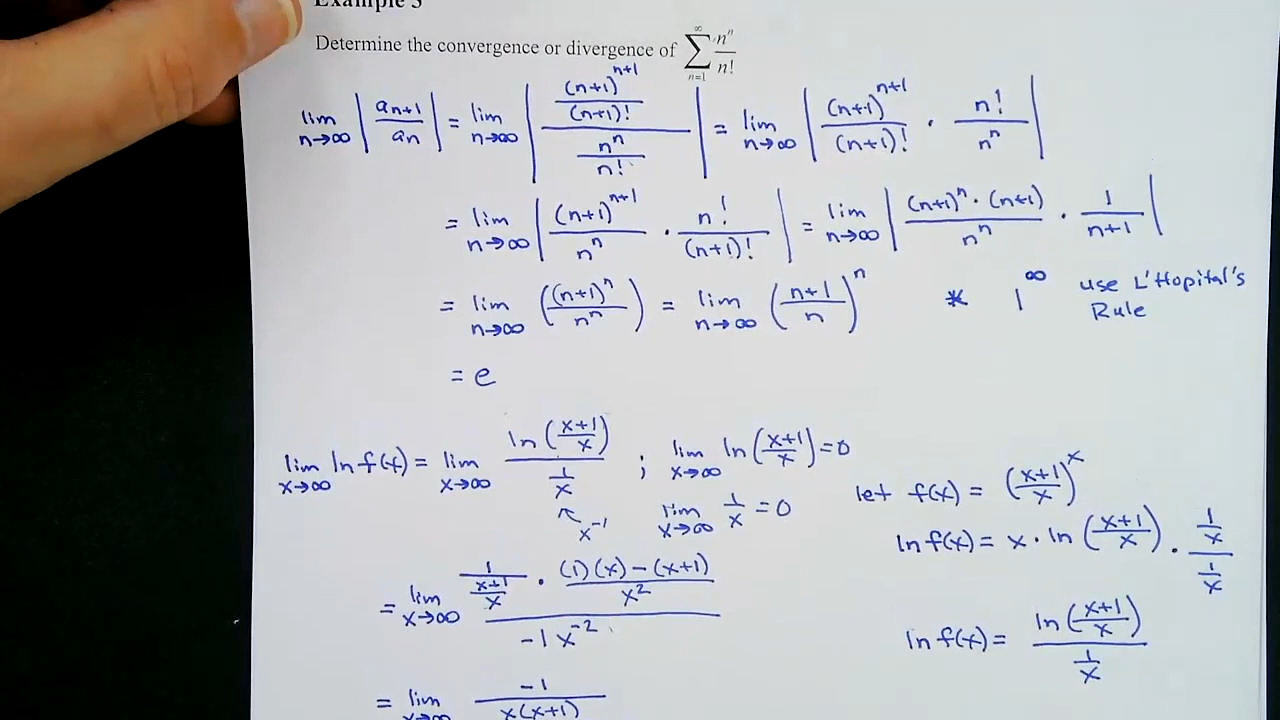 Example 3
Determine the convergence or divergence of ∑_{n=1}^{∞} n^n / n!
lim_{n→∞} | a_{n+1} / a_n | = lim_{n→∞} | ((n+1)^{n+1} / (n+1)!) / (n^n / n!) | = lim_{n→∞} | (n+1)^{n+1} / (n+1)! · n! / n^n |
= lim_{n→∞} | (n+1)^{n+1} / n^n · n! / (n+1)! | = lim_{n→∞} | (n+1)^n · (n+1) / n^n · 1 / n+1 |
= lim_{n→∞} ( (n+1)^n / n^n ) = lim_{n→∞} ( n+1 / n )^n * 1^∞ use L'Hopital's Rule
= e
lim_{x→∞} ln f(x) = lim_{x→∞} ln( x+1 / x ) / (1/x) ; lim_{x→∞} ln( x+1 / x ) = 0
↖ x^{-1} lim_{x→∞} 1/x = 0
let f(x) = ( x+1 / x )^x
ln f(x) = x · ln( x+1 / x ) · (1/x) / (1/x)
ln f(x) = ln( x+1 / x ) / (1/x)
= lim_{x→∞} ( 1 / (x+1 / x) · (1)(x) − (x+1) / x^2 ) / ( −1 x^{-2} )
= lim_{x→∞} −1 / x(x+1)